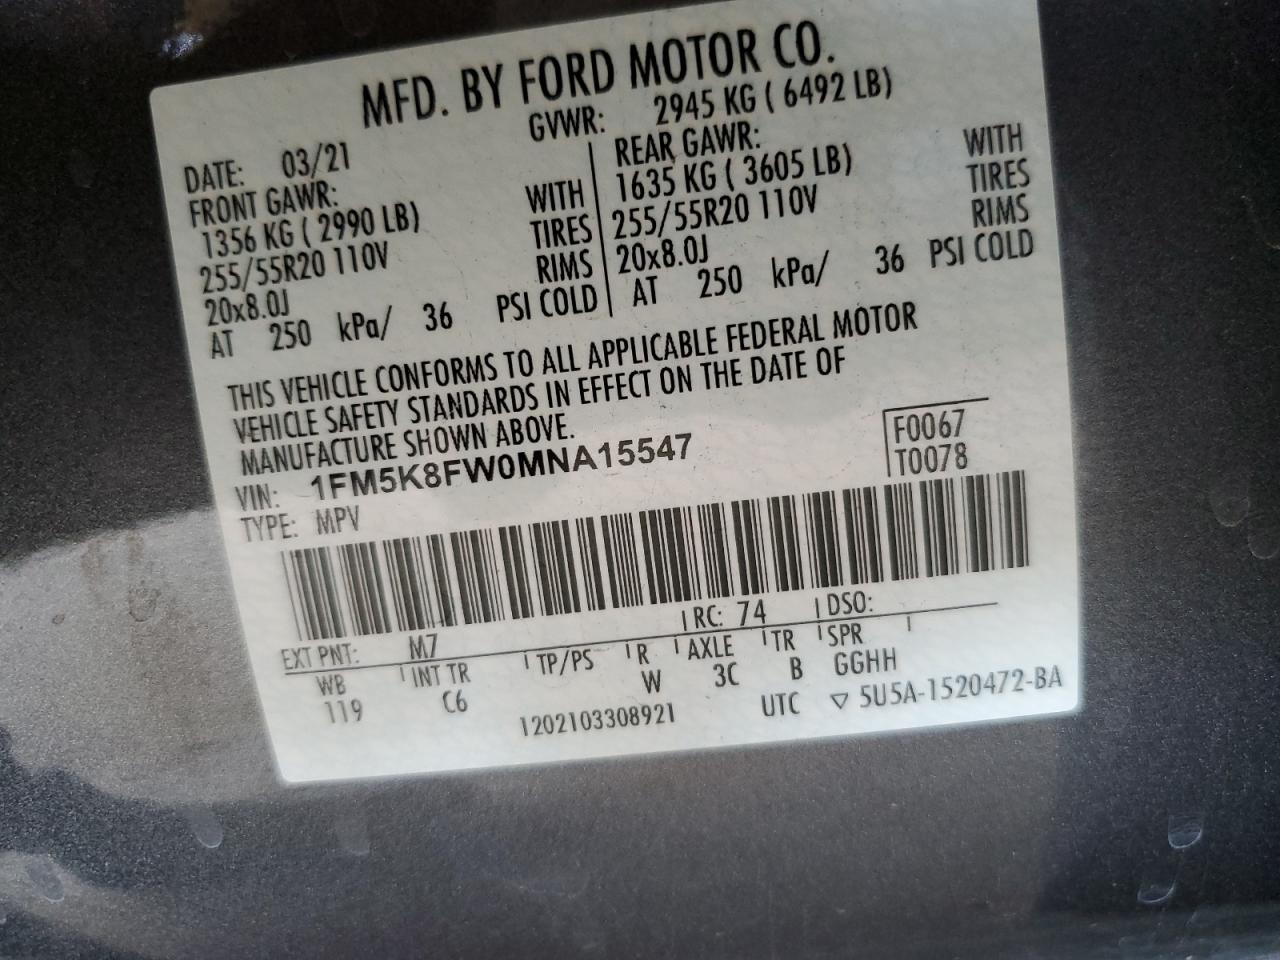 MFD. BY FORD MOTOR CO.
DATE: 03/21 GVWR: 2945 KG ( 6492 LB)
FRONT GAWR:
1356 KG ( 2990 LB) WITH
255/55R20 110V TIRES
20x8.0J RIMS
AT 250 kPa/ 36 PSI COLD
REAR GAWR:
1635 KG ( 3605 LB) WITH
255/55R20 110V TIRES
20x8.0J RIMS
AT 250 kPa/ 36 PSI COLD
THIS VEHICLE CONFORMS TO ALL APPLICABLE FEDERAL MOTOR
VEHICLE SAFETY STANDARDS IN EFFECT ON THE DATE OF
MANUFACTURE SHOWN ABOVE.
VIN: 1FM5K8FW0MNA15547
TYPE: MPV
F0067
T0078
EXT PNT: M7 RC: 74 DSO:
WB INT TR TP/PS R AXLE TR SPR
119 C6 W 3C B GGHH
1202103308921 UTC ▽ 5U5A-1520472-BA